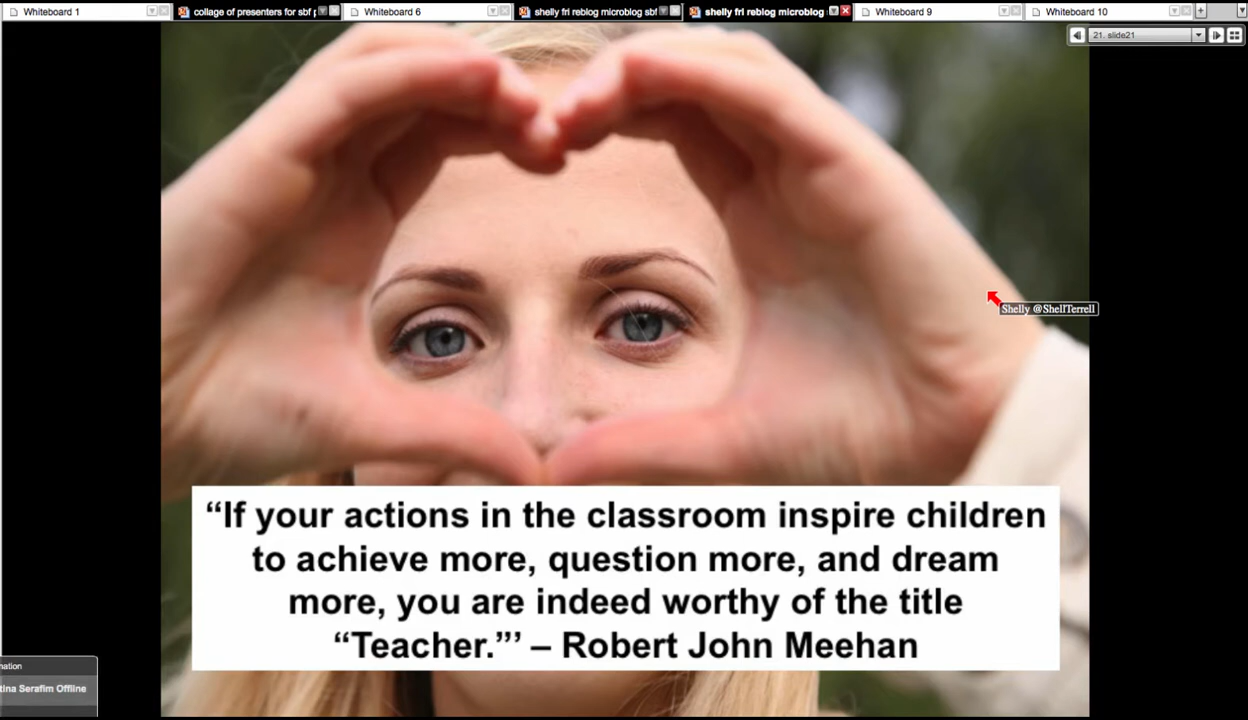 Whiteboard 1
collage of presenters for sbf
Whiteboard 6
shelly fri reblog microblog sbf
shelly fri reblog microblog
Whiteboard 9
Whiteboard 10
21. slide21
Shelly @ShellTerrell
“If your actions in the classroom inspire children
to achieve more, question more, and dream
more, you are indeed worthy of the title
“Teacher.”’ – Robert John Meehan
Serafim Offline